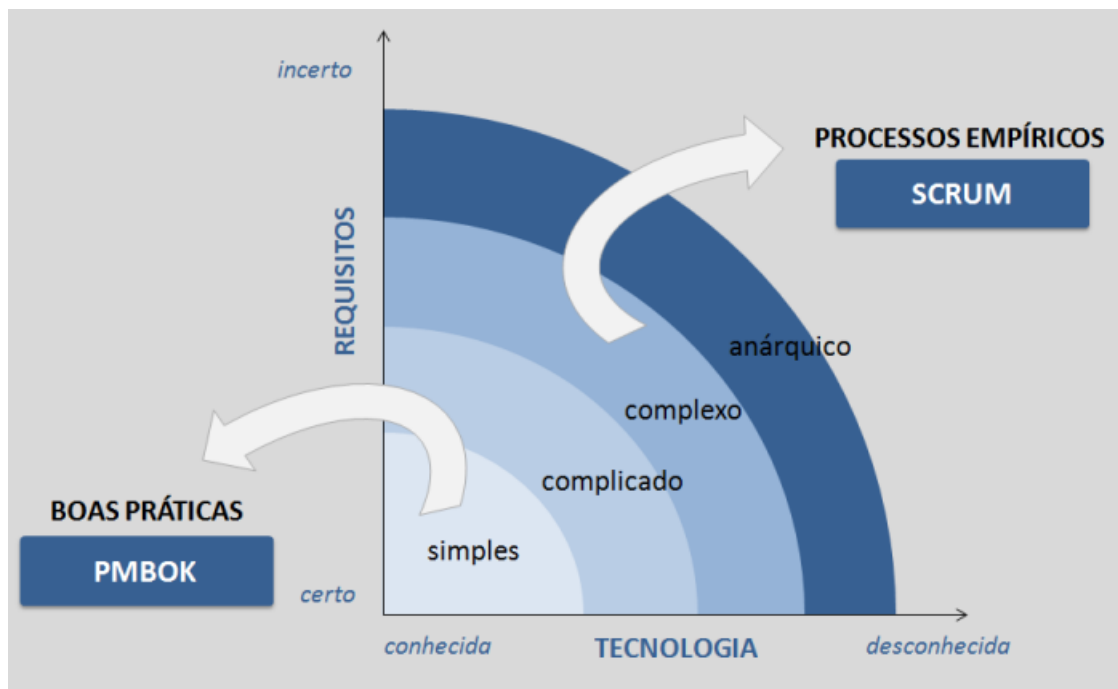 incerto
PROCESSOS EMPÍRICOS
SCRUM
REQUISITOS
anárquico
complexo
complicado
BOAS PRÁTICAS
simples
PMBOK
certo
conhecida
TECNOLOGIA
desconhecida